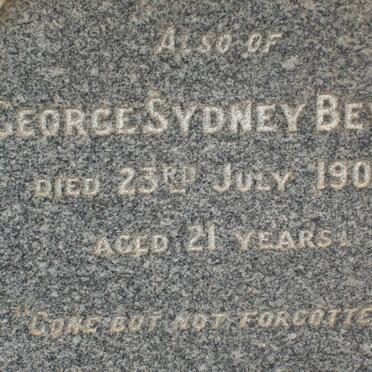 ALSO OF
GEORGE SYDNEY BE
DIED 23RD JULY 190
AGED 21 YEARS.
"GONE BUT NOT FORGOTTE